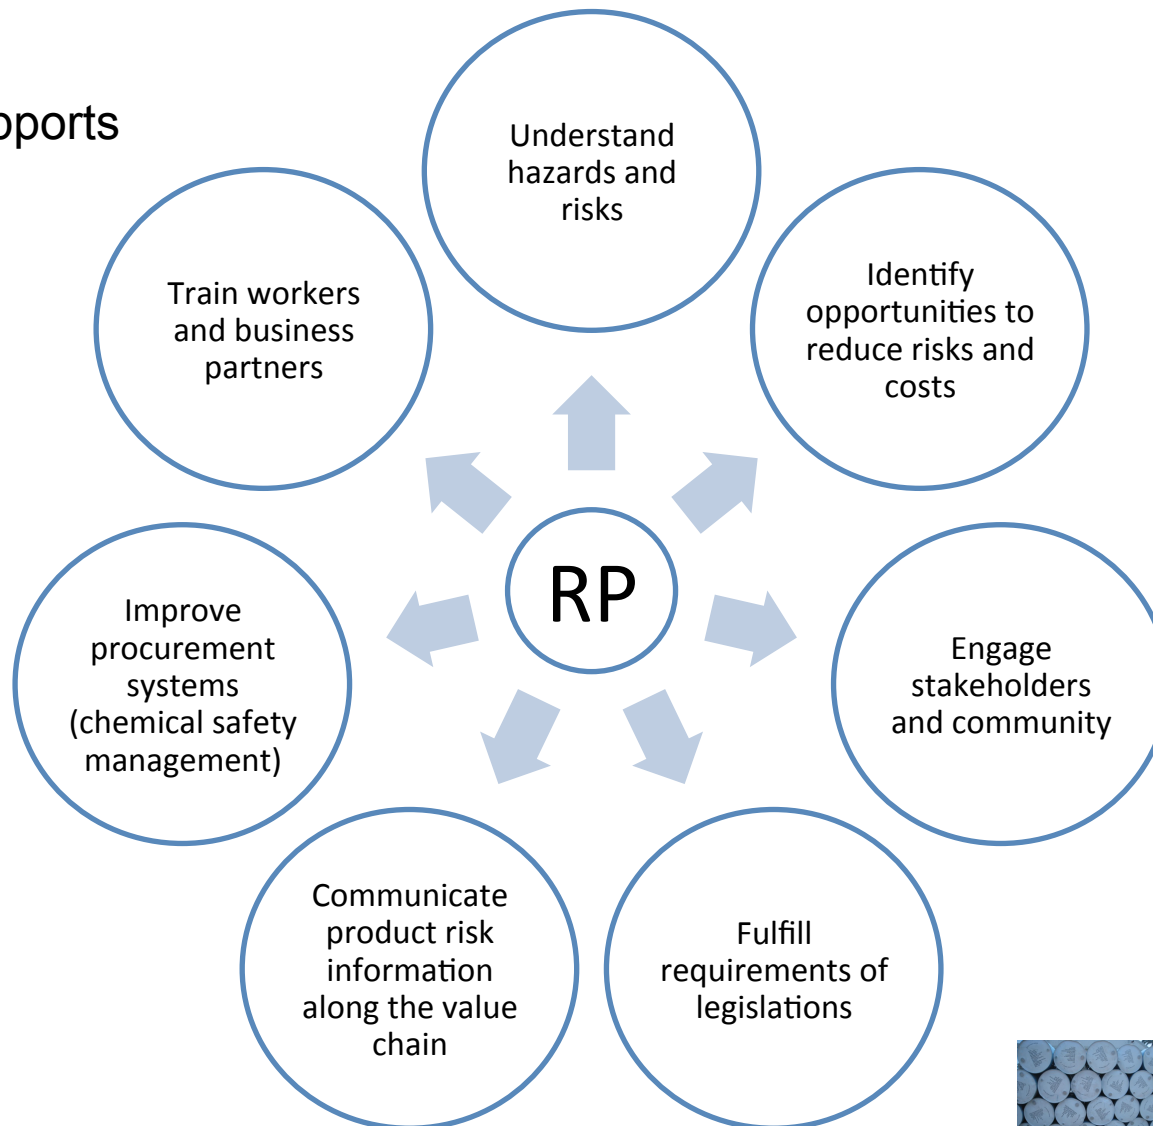 pports
Understand
hazards and
risks
Identify
opportunities to
reduce risks and
costs
Engage
stakeholders
and community
Fulfill
requirements of
legislations
Communicate
product risk
information
along the value
chain
Improve
procurement
systems
(chemical safety
management)
Train workers
and business
partners
RP